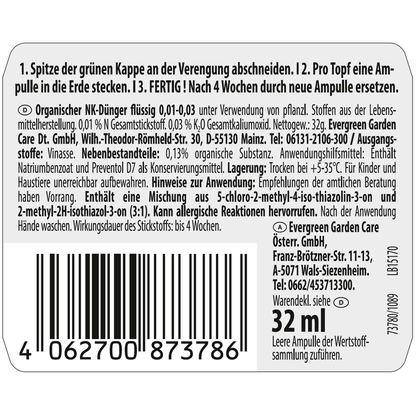 1. Spitze der grünen Kappe an der Verengung abschneiden. I 2. Pro Topf eine Am-
pulle in die Erde stecken. I 3. FERTIG ! Nach 4 Wochen durch neue Ampulle ersetzen.
D Organischer NK-Dünger flüssig 0,01-0,03 unter Verwendung von pflanzl. Stoffen aus der Lebens-
mittelherstellung. 0,01 % N Gesamtstickstoff. 0,03 % K₂O Gesamtkaliumoxid. Nettogew.: 32g. Evergreen Garden
Care Dt. GmbH, Wilh.-Theodor-Römheld-Str. 30, D-55130 Mainz. Tel: 06131-2106-300 / Ausgangs-
stoffe: Vinasse. Nebenbestandteile: 0,13% organische Substanz. Anwendungshilfsmittel: Enthält
Natriumbenzoat und Preventol D7 als Konservierungsmittel. Lagerung: Trocken bei +5-35°C. Für Kinder und
Haustiere unerreichbar aufbewahren. Hinweise zur Anwendung: Empfehlungen der amtlichen Beratung
haben Vorrang. Enthält eine Mischung aus 5-chloro-2-methyl-4-iso-thiazolin-3-on und
2-methyl-2H-isothiazol-3-on (3:1). Kann allergische Reaktionen hervorrufen. Nach der Anwendung
Hände waschen. Wirkungsdauer des Stickstoffs: bis 4 Wochen.
A Evergreen Garden Care
Österr. GmbH,
Franz-Brötzner-Str. 11-13,
A-5071 Wals-Siezenheim.
Tel: 0662/453713300.
Warendekl. siehe D
32 ml
Leere Ampulle der Wertstoff-
sammlung zuführen.
LB15170
73780/1089
4 062700 873786